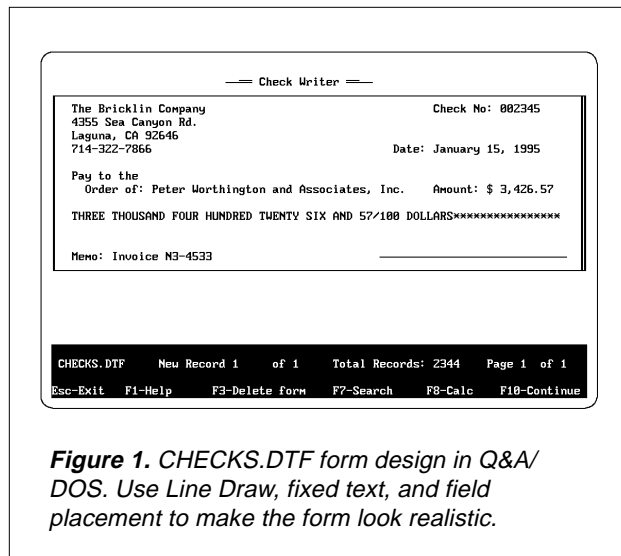 Check Writer
The Bricklin Company Check No: 002345
4355 Sea Canyon Rd.
Laguna, CA 92646
714-322-7866 Date: January 15, 1995
Pay to the
Order of: Peter Worthington and Associates, Inc. Amount: $ 3,426.57
THREE THOUSAND FOUR HUNDRED TWENTY SIX AND 57/100 DOLLARS****************
Memo: Invoice N3-4533
CHECKS.DTF New Record 1 of 1 Total Records: 2344 Page 1 of 1
Esc-Exit F1-Help F3-Delete form F7-Search F8-Calc F10-Continue
Figure 1. CHECKS.DTF form design in Q&A/
DOS. Use Line Draw, fixed text, and field
placement to make the form look realistic.